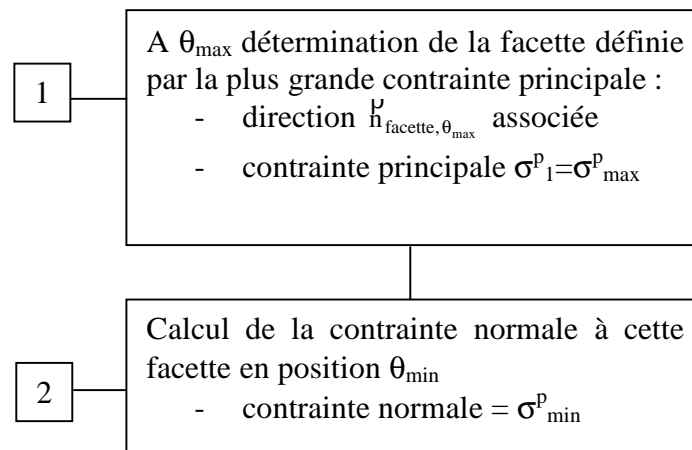 1
A θmax détermination de la facette définie
par la plus grande contrainte principale :
- direction n⃗facette,θmax associée
- contrainte principale σᵖ₁=σᵖmax
2
Calcul de la contrainte normale à cette
facette en position θmin
- contrainte normale = σᵖmin